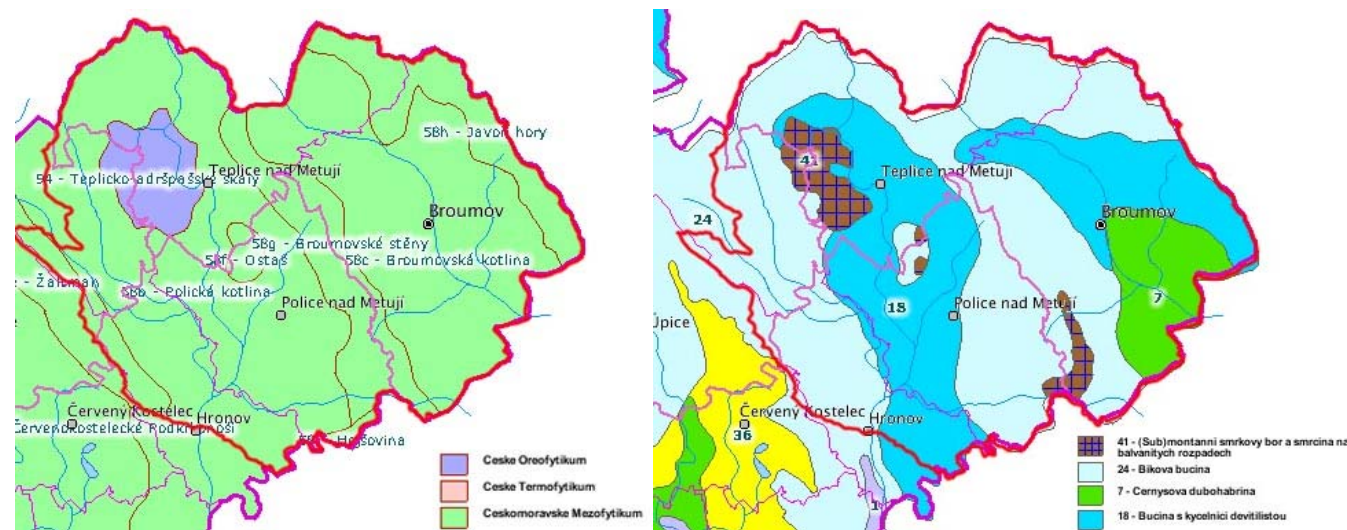 58h - Javoří hory
54 - Teplicko-adršpašské skály
Teplice nad Metují
Broumov
58g - Broumovské stěny
58f - Ostaš
58c - Broumovská kotlina
- Žaltman
58b - Polická kotlina
Police nad Metují
Červený Kostelec
Hronov
Červenokostelecké Podkrkonoší
Hejšovina
Ceske Oreofytikum
Ceske Termofytikum
Ceskomoravske Mezofytikum
41
Teplice nad Metují
24
Broumov
7
18
Police nad Metují
Úpice
Červený Kostelec
36
Hronov
1
41 - (Sub)montanni smrkovy bor a smrcina na
balvanitych rozpadech
24 - Bikova bucina
7 - Cernysova dubohabrina
18 - Bucina s kycelnici devitilistou